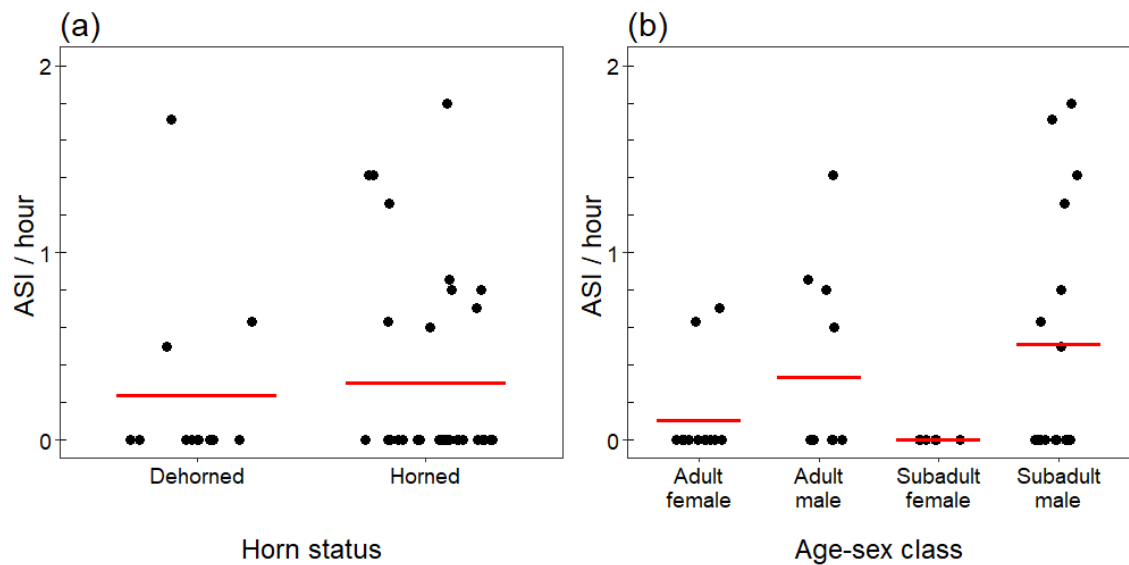 (a)
ASI / hour
2
1
0
Dehorned
Horned
Horn status
(b)
ASI / hour
2
1
0
Adult
female
Adult
male
Subadult
female
Subadult
male
Age-sex class